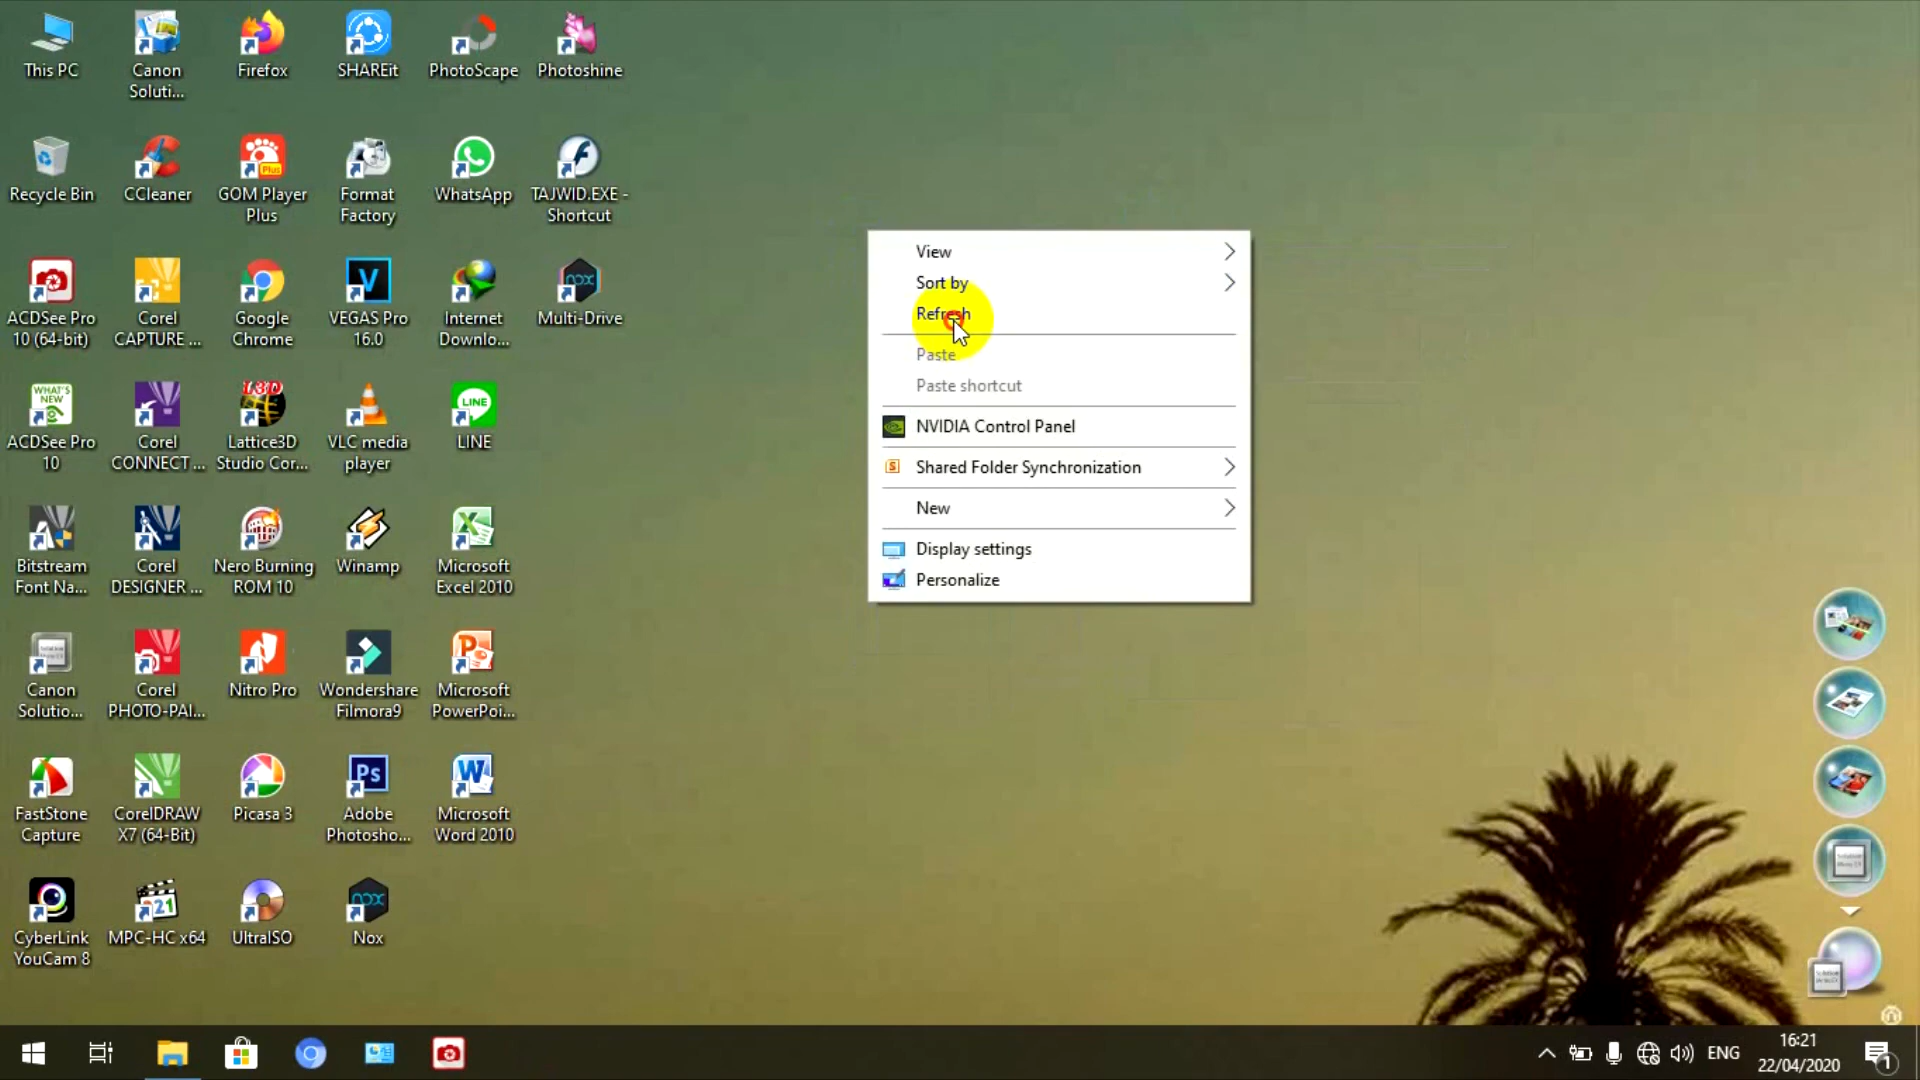 This PC
Canon
Soluti...
Firefox
SHAREit
PhotoScape
Photoshine
Recycle Bin
CCleaner
GOM Player
Plus
Format
Factory
WhatsApp
TAJWID.EXE -
Shortcut
ACDSee Pro
10 (64-bit)
Corel
CAPTURE ...
Google
Chrome
VEGAS Pro
16.0
Internet
Downlo...
Multi-Drive
ACDSee Pro
10
Corel
CONNECT ...
Lattice3D
Studio Cor...
VLC media
player
LINE
Bitstream
Font Na...
Corel
DESIGNER ...
Nero Burning
ROM 10
Winamp
Microsoft
Excel 2010
Canon
Solutio...
Corel
PHOTO-PAI...
Nitro Pro
Wondershare
Filmora9
Microsoft
PowerPoi...
FastStone
Capture
CorelDRAW
X7 (64-Bit)
Picasa 3
Adobe
Photosho...
Microsoft
Word 2010
CyberLink
YouCam 8
MPC-HC x64
UltraISO
Nox
View
Sort by
Refresh
Paste
Paste shortcut
NVIDIA Control Panel
Shared Folder Synchronization
New
Display settings
Personalize
ENG
16:21
22/04/2020
1